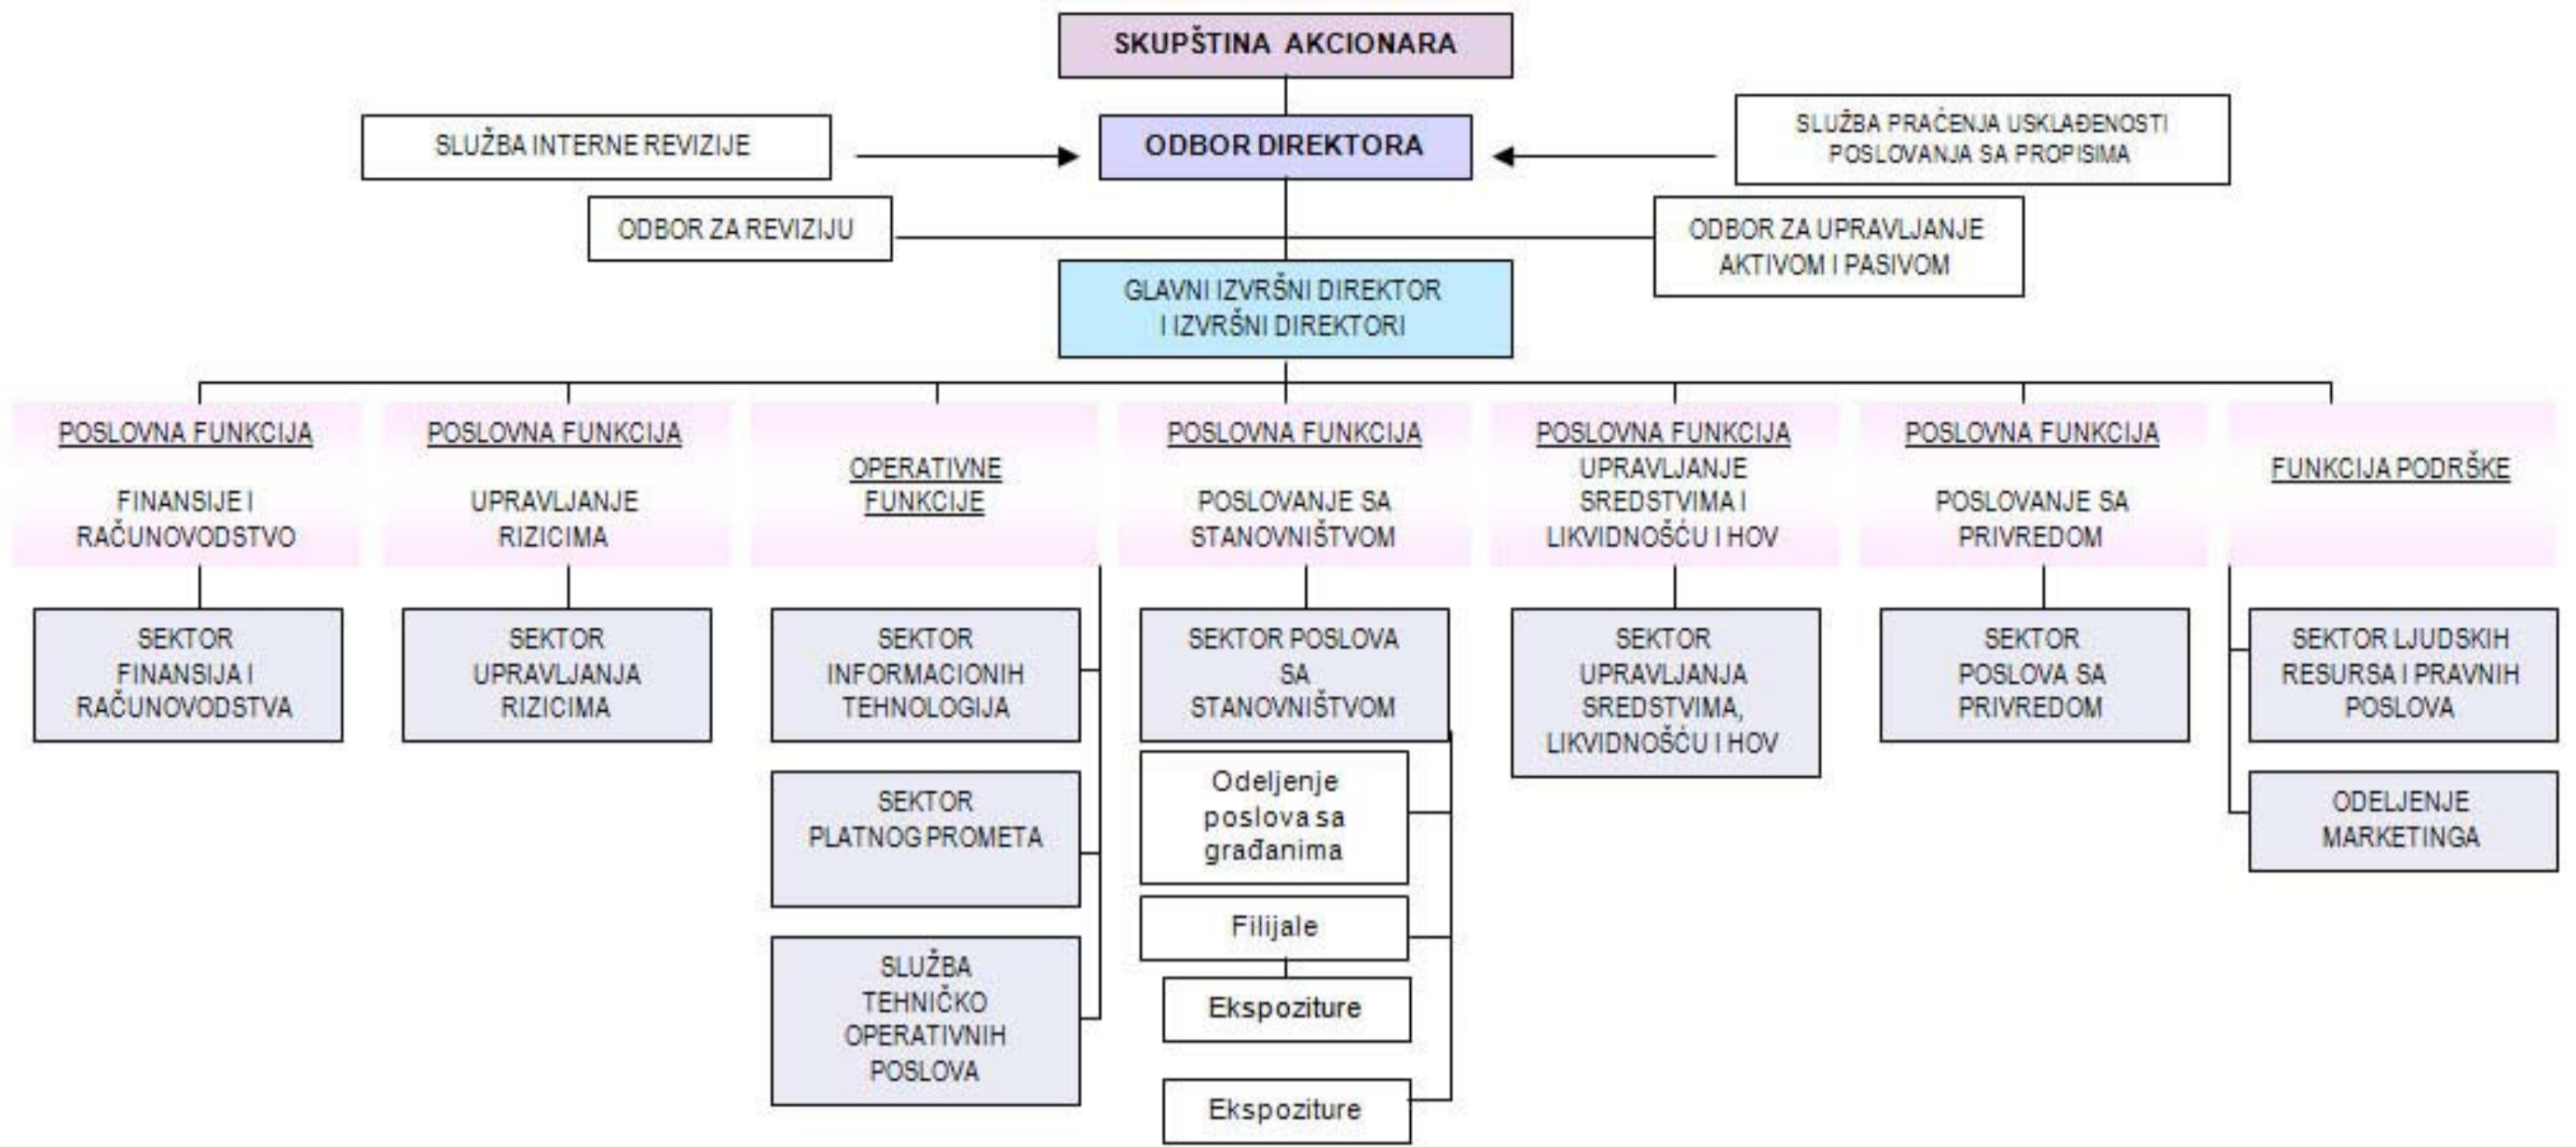 SKUPŠTINA AKCIONARA
SLUŽBA INTERNE REVIZIJE
ODBOR DIREKTORA
SLUŽBA PRAĆENJA USKLAĐENOSTI
POSLOVANJA SA PROPISIMA
ODBOR ZA REVIZIJU
ODBOR ZA UPRAVLJANJE
AKTIVOM I PASIVOM
GLAVNI IZVRŠNI DIREKTOR
I IZVRŠNI DIREKTORI
POSLOVNA FUNKCIJA
FINANSIJE I
RAČUNOVODSTVO
POSLOVNA FUNKCIJA
UPRAVLJANJE
RIZICIMA
OPERATIVNE
FUNKCIJE
POSLOVNA FUNKCIJA
POSLOVANJE SA
STANOVNIŠTVOM
POSLOVNA FUNKCIJA
UPRAVLJANJE
SREDSTVIMA I
LIKVIDNOŠĆU I HOV
POSLOVNA FUNKCIJA
POSLOVANJE SA
PRIVREDOM
FUNKCIJA PODRŠKE
SEKTOR
FINANSIJA I
RAČUNOVODSTVA
SEKTOR
UPRAVLJANJA
RIZICIMA
SEKTOR
INFORMACIONIH
TEHNOLOGIJA
SEKTOR POSLOVA
SA
STANOVNIŠTVOM
SEKTOR
UPRAVLJANJA
SREDSTVIMA,
LIKVIDNOŠĆU I HOV
SEKTOR
POSLOVA SA
PRIVREDOM
SEKTOR LJUDSKIH
RESURSA I PRAVNIH
POSLOVA
SEKTOR
PLATNOG PROMETA
Odeljenje
poslova sa
građanima
ODELJENJE
MARKETINGA
Filijale
SLUŽBA
TEHNIČKO
OPERATIVNIH
POSLOVA
Ekspoziture
Ekspoziture